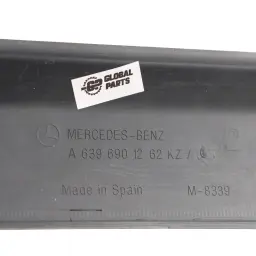 GLOBAL
PARTS
MERCEDES-BENZ
A 639 690 12 62 KZ/
Made in Spain
M-8339